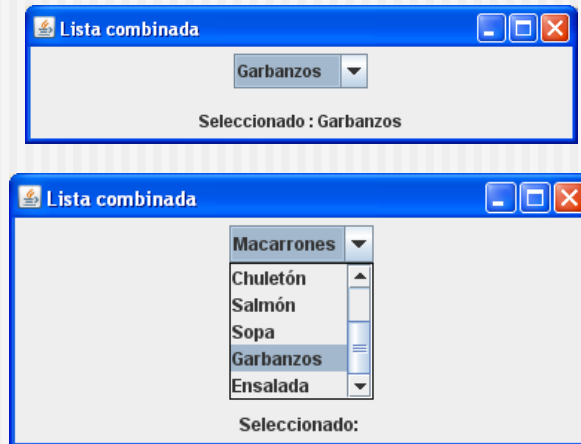 Lista combinada
Garbanzos
Seleccionado : Garbanzos
Lista combinada
Macarrones
Chuletón
Salmón
Sopa
Garbanzos
Ensalada
Seleccionado: